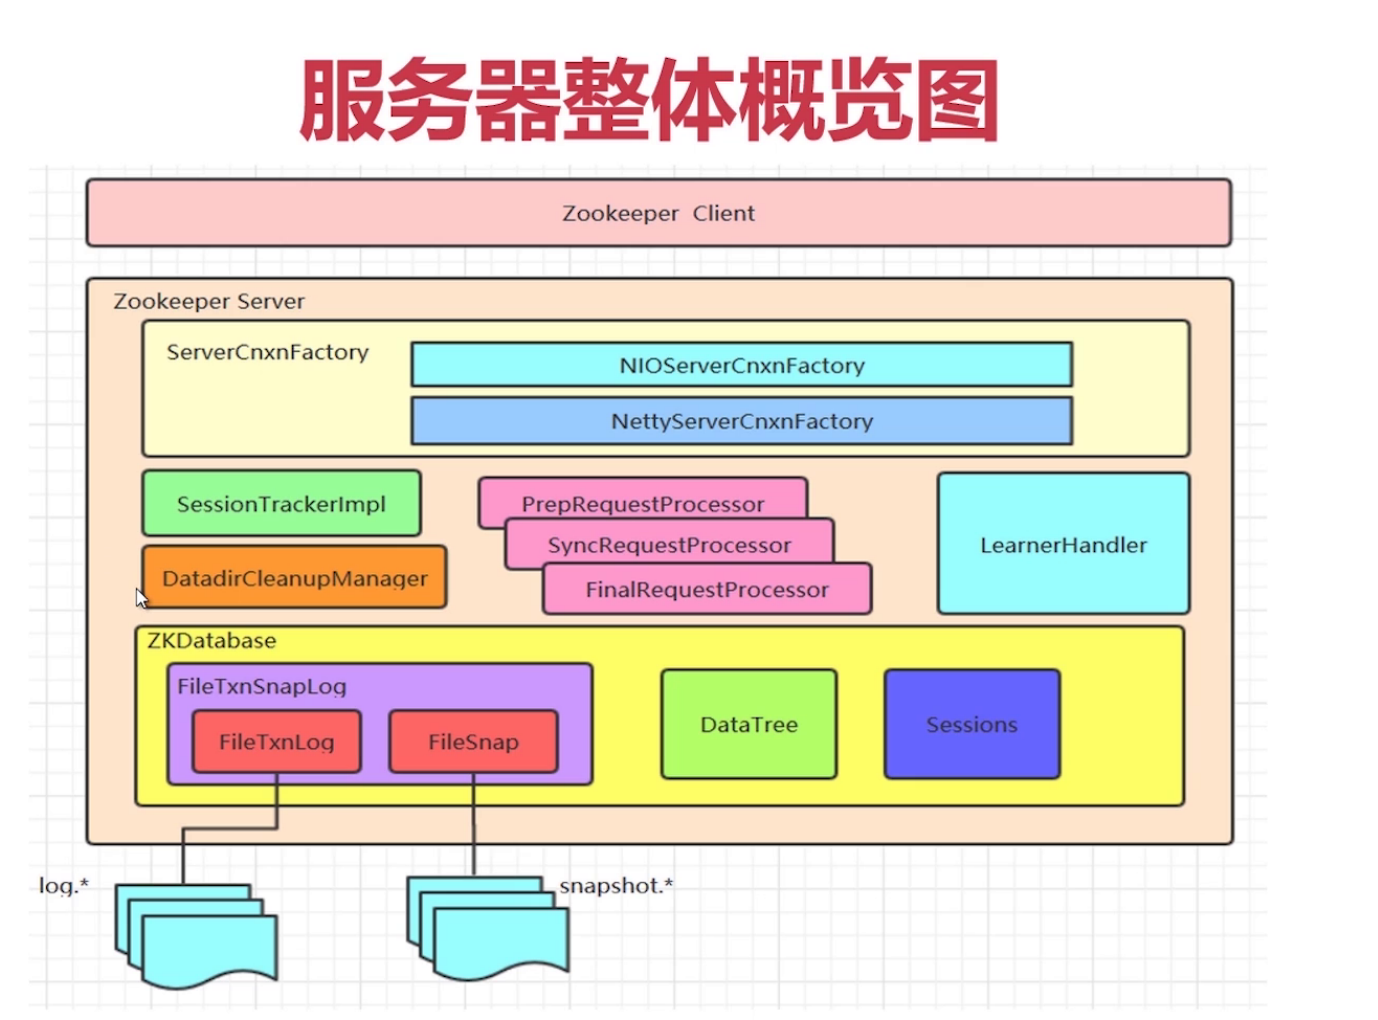 服务器整体概览图
Zookeeper Client
Zookeeper Server
ServerCnxnFactory
NIOServerCnxnFactory
NettyServerCnxnFactory
SessionTrackerImpl
DatadirCleanupManager
PrepRequestProcessor
SyncRequestProcessor
FinalRequestProcessor
LearnerHandler
ZKDatabase
FileTxnSnapLog
FileTxnLog
FileSnap
DataTree
Sessions
log.*
snapshot.*